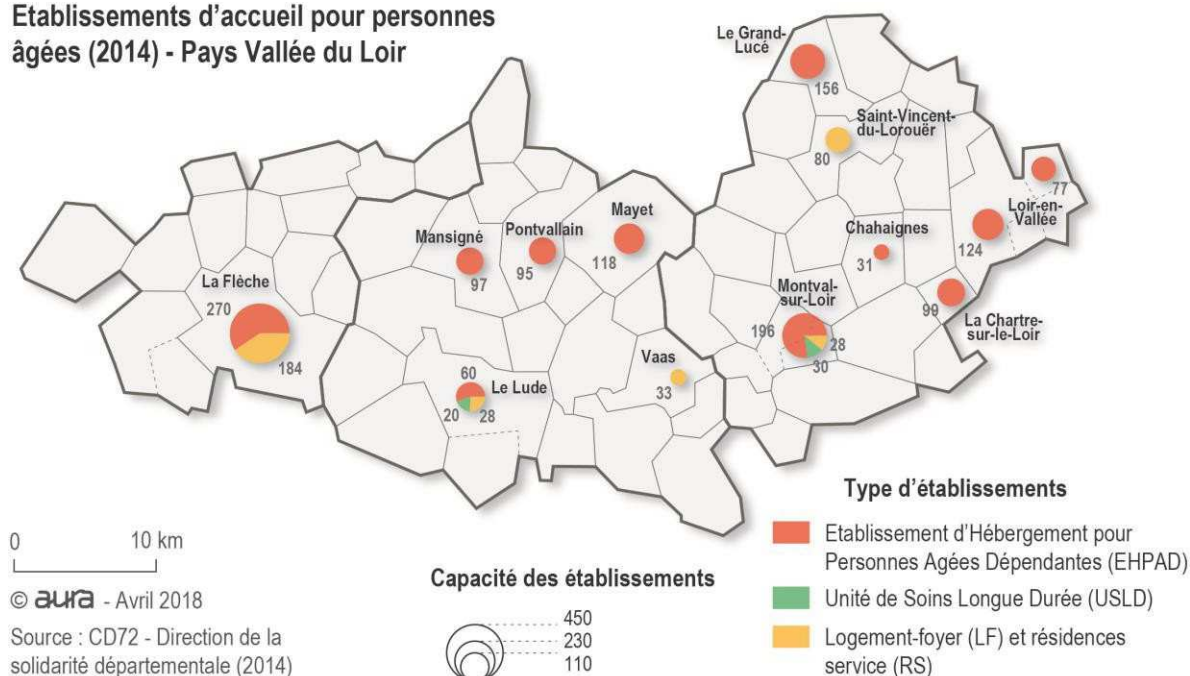 Etablissements d'accueil pour personnes
âgées (2014) - Pays Vallée du Loir
Le Grand-
Lucé
156
Saint-Vincent-
du-Lorouër
80
77
Loir-en-
Vallée
124
Mayet
118
Pontvallain
95
Mansigné
97
Chahaignes
31
La Flèche
270
184
Montval-
sur-Loir
196
28
30
99
La Chartre-
sur-le-Loir
Vaas
33
60
Le Lude
20
28
0
10 km
© aura - Avril 2018
Source : CD72 - Direction de la
solidarité départementale (2014)
Capacité des établissements
450
230
110
Type d'établissements
Etablissement d'Hébergement pour
Personnes Agées Dépendantes (EHPAD)
Unité de Soins Longue Durée (USLD)
Logement-foyer (LF) et résidences
service (RS)